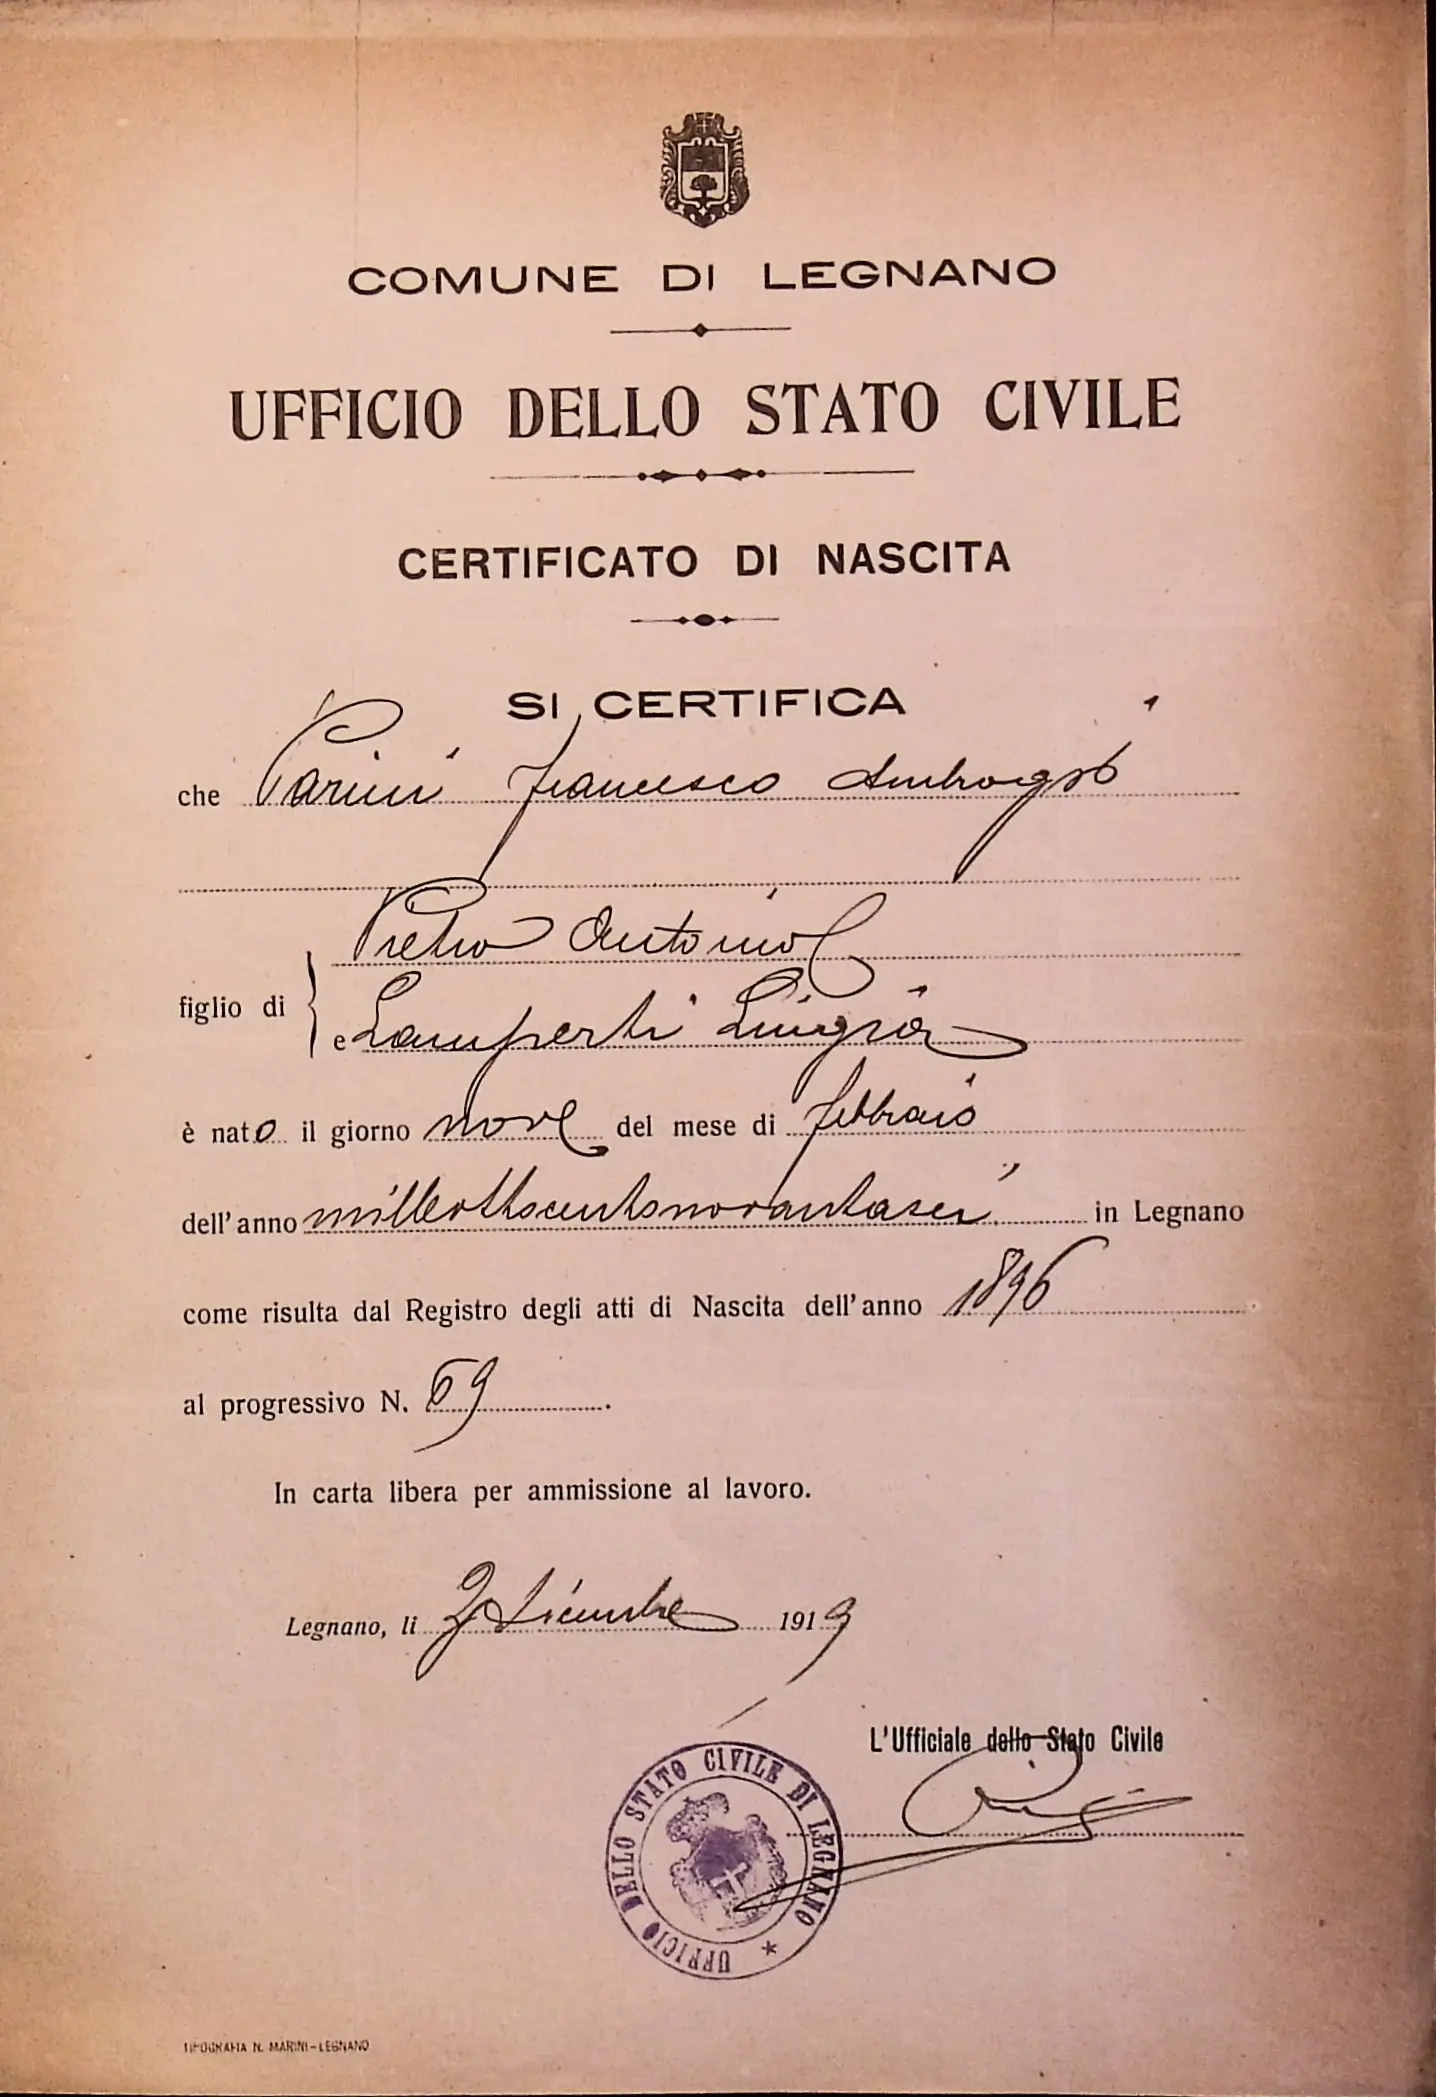 COMUNE DI LEGNANO
UFFICIO DELLO STATO CIVILE
CERTIFICATO DI NASCITA
SI CERTIFICA
che Parini Francesco Ambrogio
figlio di Pietro Antonio
e Lamperti Luigia
è nato il giorno nove del mese di febbraio
dell'anno milleottocentonovantasei in Legnano
come risulta dal Registro degli atti di Nascita dell'anno 1896
al progressivo N. 69.
In carta libera per ammissione al lavoro.
Legnano, li 2 dicembre 1919
L'Ufficiale dello Stato Civile
UFFICIO DELLO STATO CIVILE DI LEGNANO
TIPOGRAFIA N. MARINI-LEGNANO